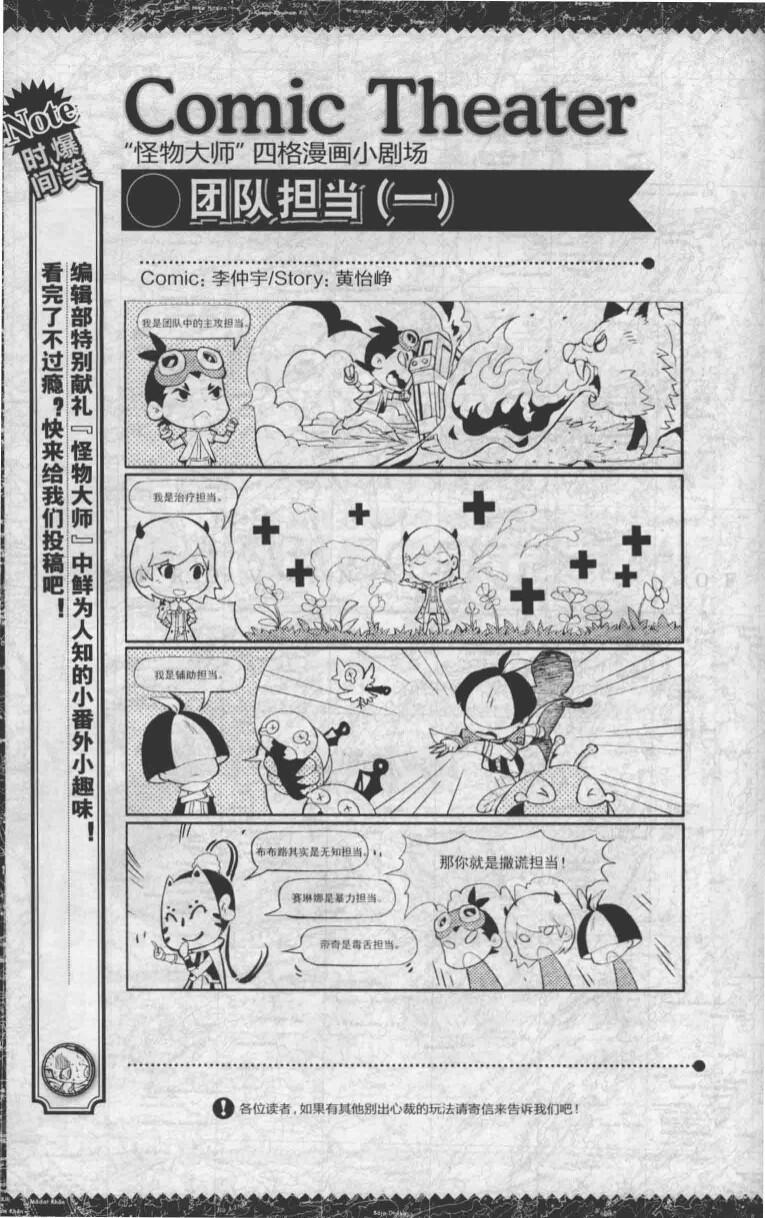 Comic Theater
“怪物大师”四格漫画小剧场
团队担当（一）
Comic：李仲宇/Story：黄怡峥
Note
爆笑
时间
编辑部特别献礼『怪物大师』中鲜为人知的小番外小趣味！
看完了不过瘾？快来给我们投稿吧！
我是团队中的主攻担当。
我是治疗担当。
我是辅助担当。
布布路其实是无知担当。
赛琳娜是暴力担当。
帝奇是毒舌担当。
那你就是撒谎担当！
各位读者，如果有其他别出心裁的玩法请寄信来告诉我们吧！